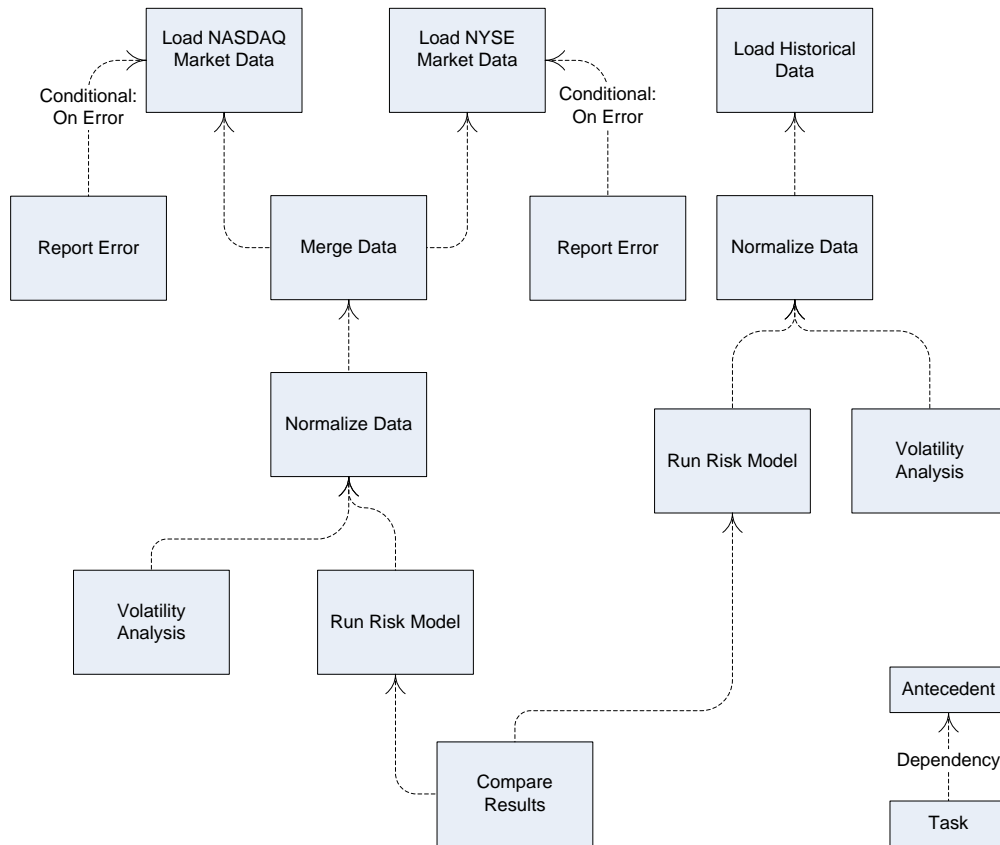 Load NASDAQ
Market Data
Load NYSE
Market Data
Load Historical
Data
Conditional:
On Error
Conditional:
On Error
Report Error
Merge Data
Report Error
Normalize Data
Normalize Data
Run Risk Model
Volatility
Analysis
Volatility
Analysis
Run Risk Model
Compare
Results
Antecedent
Dependency
Task